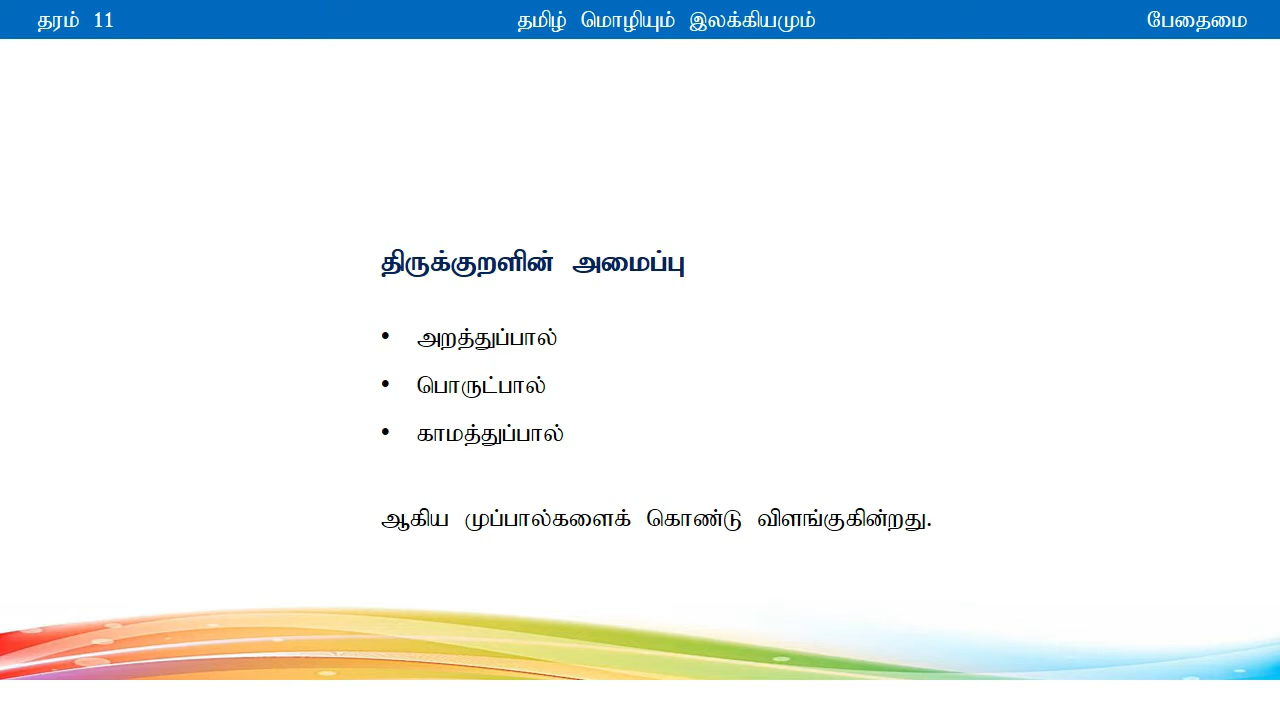 தரம் 11 தமிழ் மொழியும் இலக்கியமும் பேதைமை
திருக்குறளின் அமைப்பு
• அறத்துப்பால்
• பொருட்பால்
• காமத்துப்பால்
ஆகிய முப்பால்களைக் கொண்டு விளங்குகின்றது.